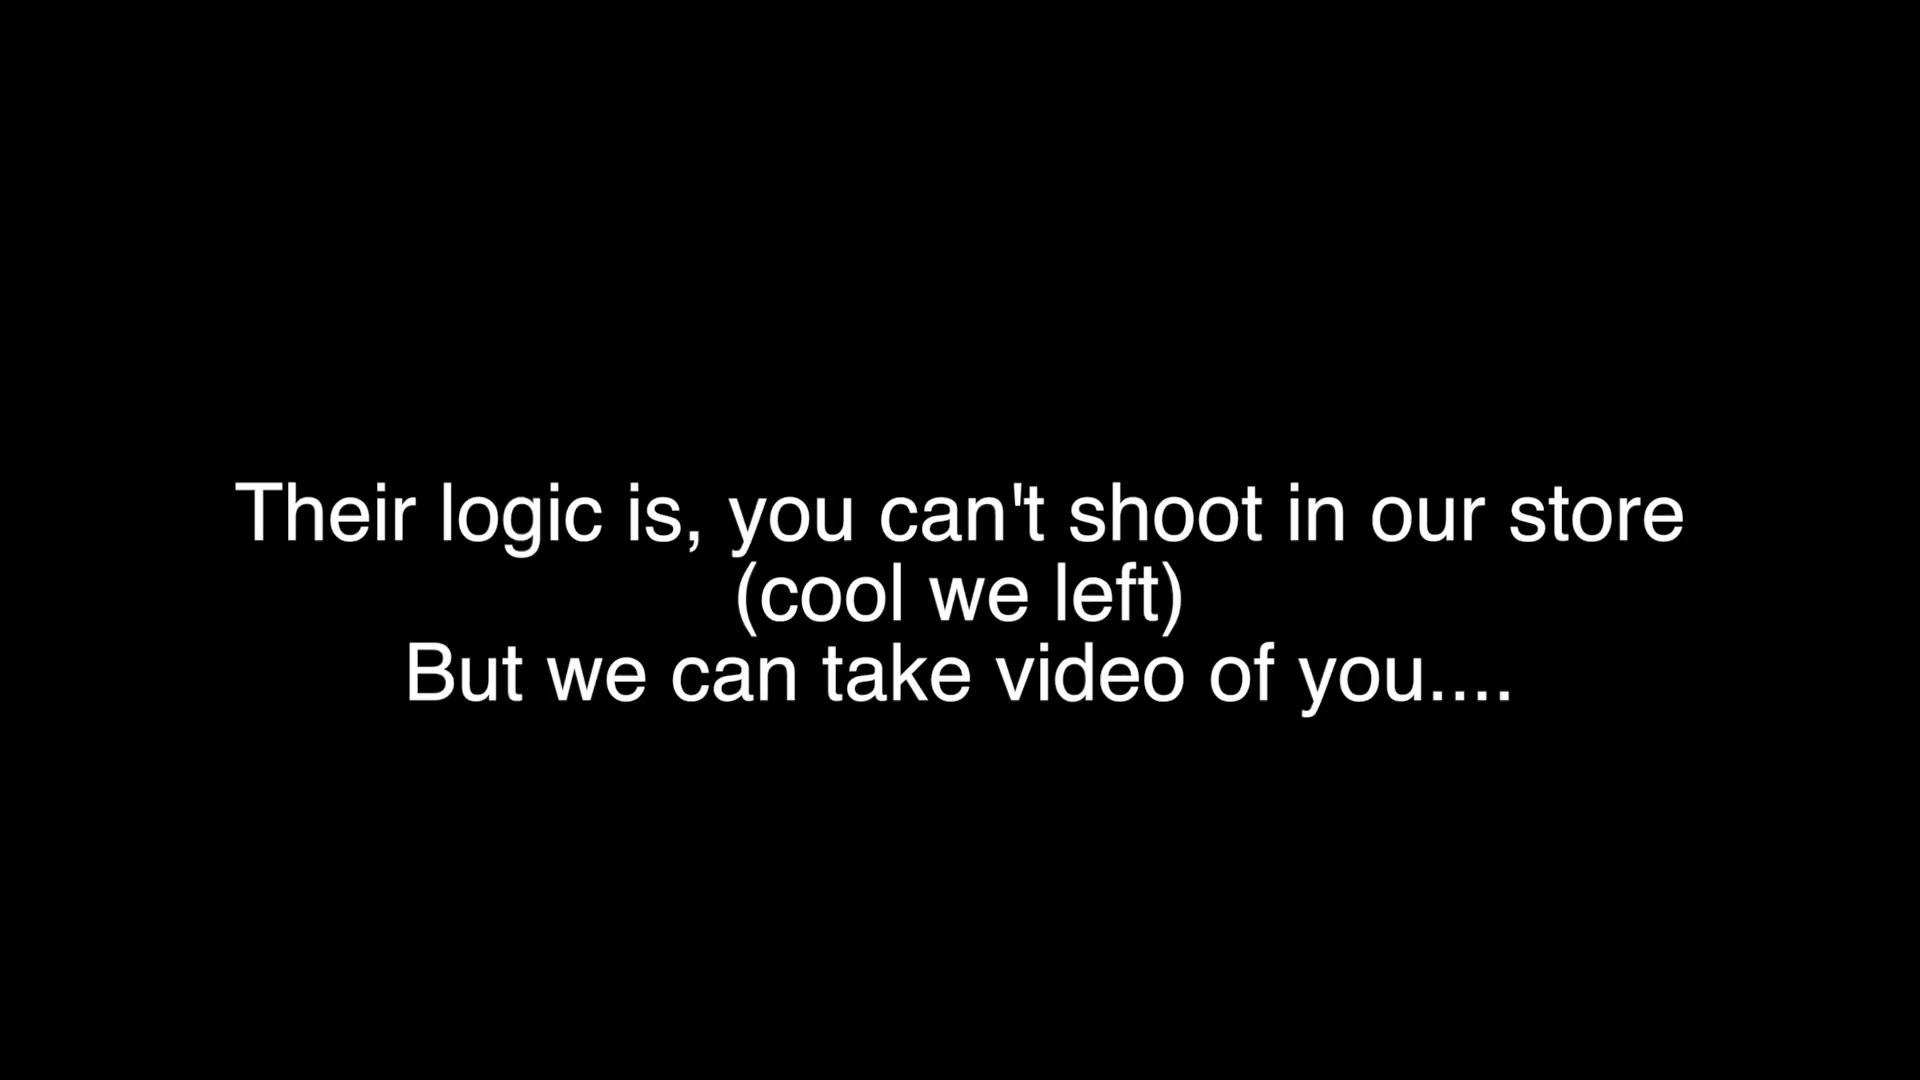 Their logic is, you can't shoot in our store
(cool we left)
But we can take video of you....